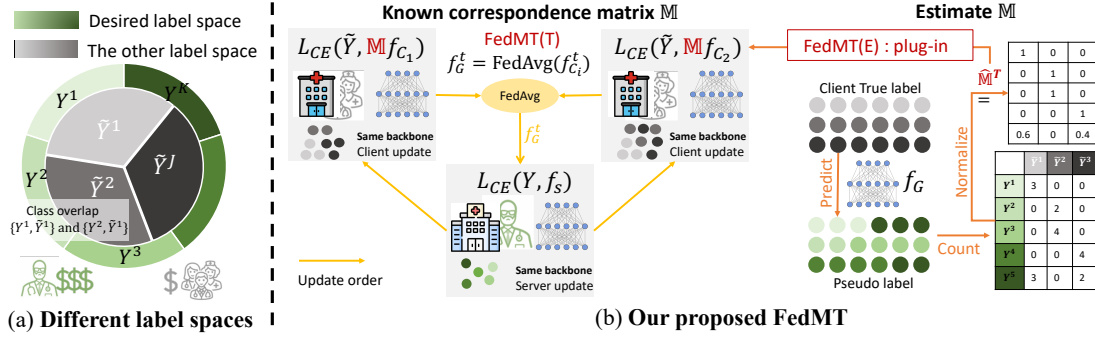 Desired label space
The other label space
Y^1
Y^K
Ỹ^1
Ỹ^J
Y^2
Ỹ^2
Class overlap
{Y^1, Ỹ^1} and {Y^2, Ỹ^1}
Y^3
$$$
$
(a) Different label spaces
Known correspondence matrix 𝕄
L_CE(Ỹ, 𝕄f_C_1)
FedMT(T)
f_G^t = FedAvg(f_C_i^t)
L_CE(Ỹ, 𝕄f_C_2)
FedAvg
Same backbone
Client update
f_G^t
Same backbone
Client update
L_CE(Y, f_s)
Same backbone
Server update
Update order
Estimate 𝕄
FedMT(E) : plug-in
Client True label
Predict
f_G
Pseudo label
Count
Normalize
𝕄̂^T
=
1 0 0
0 1 0
0 1 0
0 0 1
0.6 0 0.4
Ỹ^1 Ỹ^2 Ỹ^3
Y^1 3 0 0
Y^2 0 2 0
Y^3 0 4 0
Y^4 0 0 4
Y^5 3 0 2
(b) Our proposed FedMT